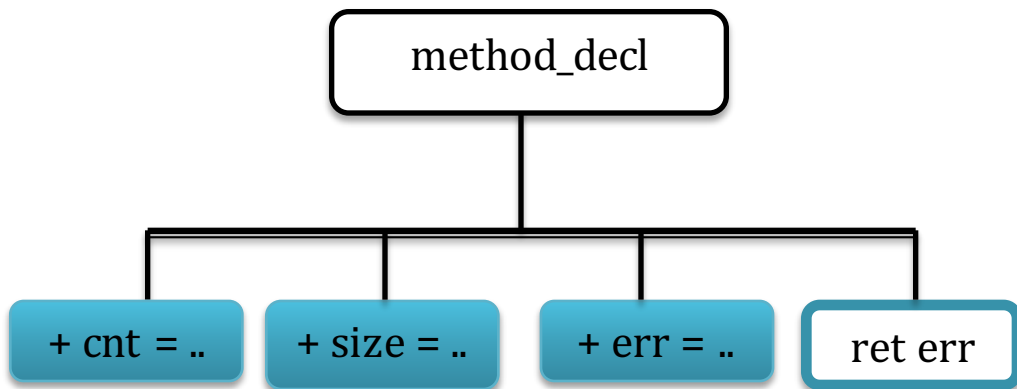 method_decl
+ cnt = ..
+ size = ..
+ err = ..
ret err